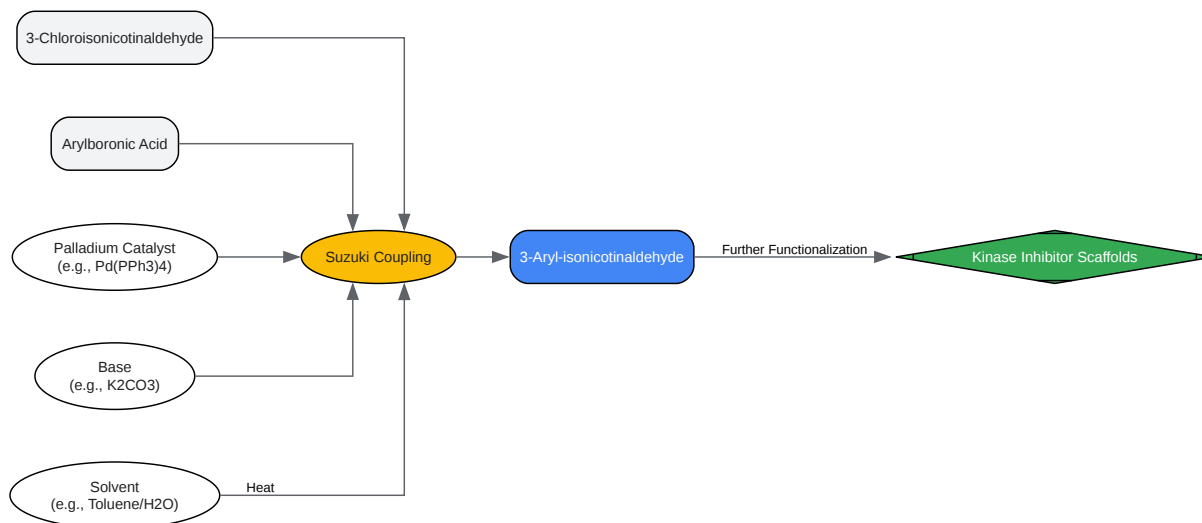 3-Chloroisonicotinaldehyde
Arylboronic Acid
Palladium Catalyst
(e.g., Pd(PPh3)4)
Suzuki Coupling
3-Aryl-isonicotinaldehyde
Further Functionalization
Kinase Inhibitor Scaffolds
Base
(e.g., K2CO3)
Solvent
(e.g., Toluene/H2O)
Heat